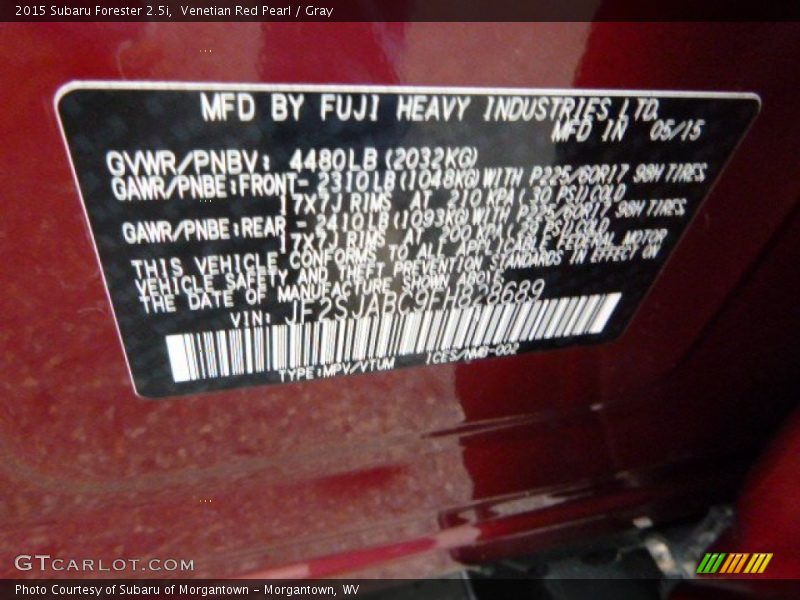 2015 Subaru Forester 2.5i,  Venetian Red Pearl / Gray
MFD BY FUJI HEAVY INDUSTRIES LTD.
MFD IN 05/15
GVWR/PNBV: 4480LB (2032KG)
GAWR/PNBE:FRONT- 2310LB (1048KG) WITH P225/60R17 98H TIRES
17X7J RIMS AT 210 KPA ( 30 PSI) COLD
GAWR/PNBE:REAR - 2410LB (1093KG) WITH P225/60R17 98H TIRES
17X7J RIMS AT 200 KPA ( 28 PSI) COLD
THIS VEHICLE CONFORMS TO ALL APPLICABLE FEDERAL MOTOR
VEHICLE SAFETY AND THEFT PREVENTION STANDARDS IN EFFECT ON
THE DATE OF MANUFACTURE SHOWN ABOVE
VIN: JF2SJABC9FH828689
TYPE:MPV/VTUM ICES/NMB-002
GTCARLOT.COM
Photo Courtesy of Subaru of Morgantown - Morgantown, WV